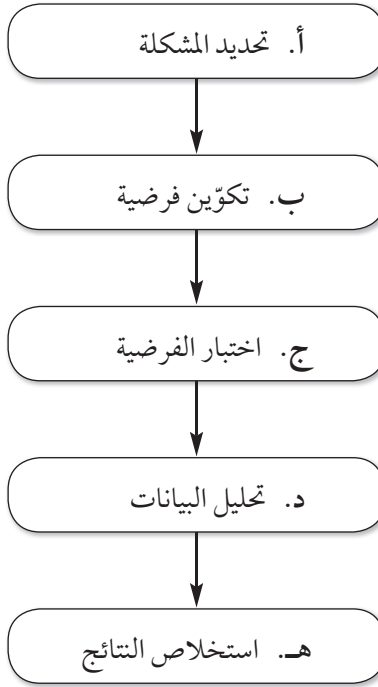 أ. تحديد المشكلة
ب. تكوّين فرضية
ج. اختبار الفرضية
د. تحليل البيانات
هـ. استخلاص النتائج